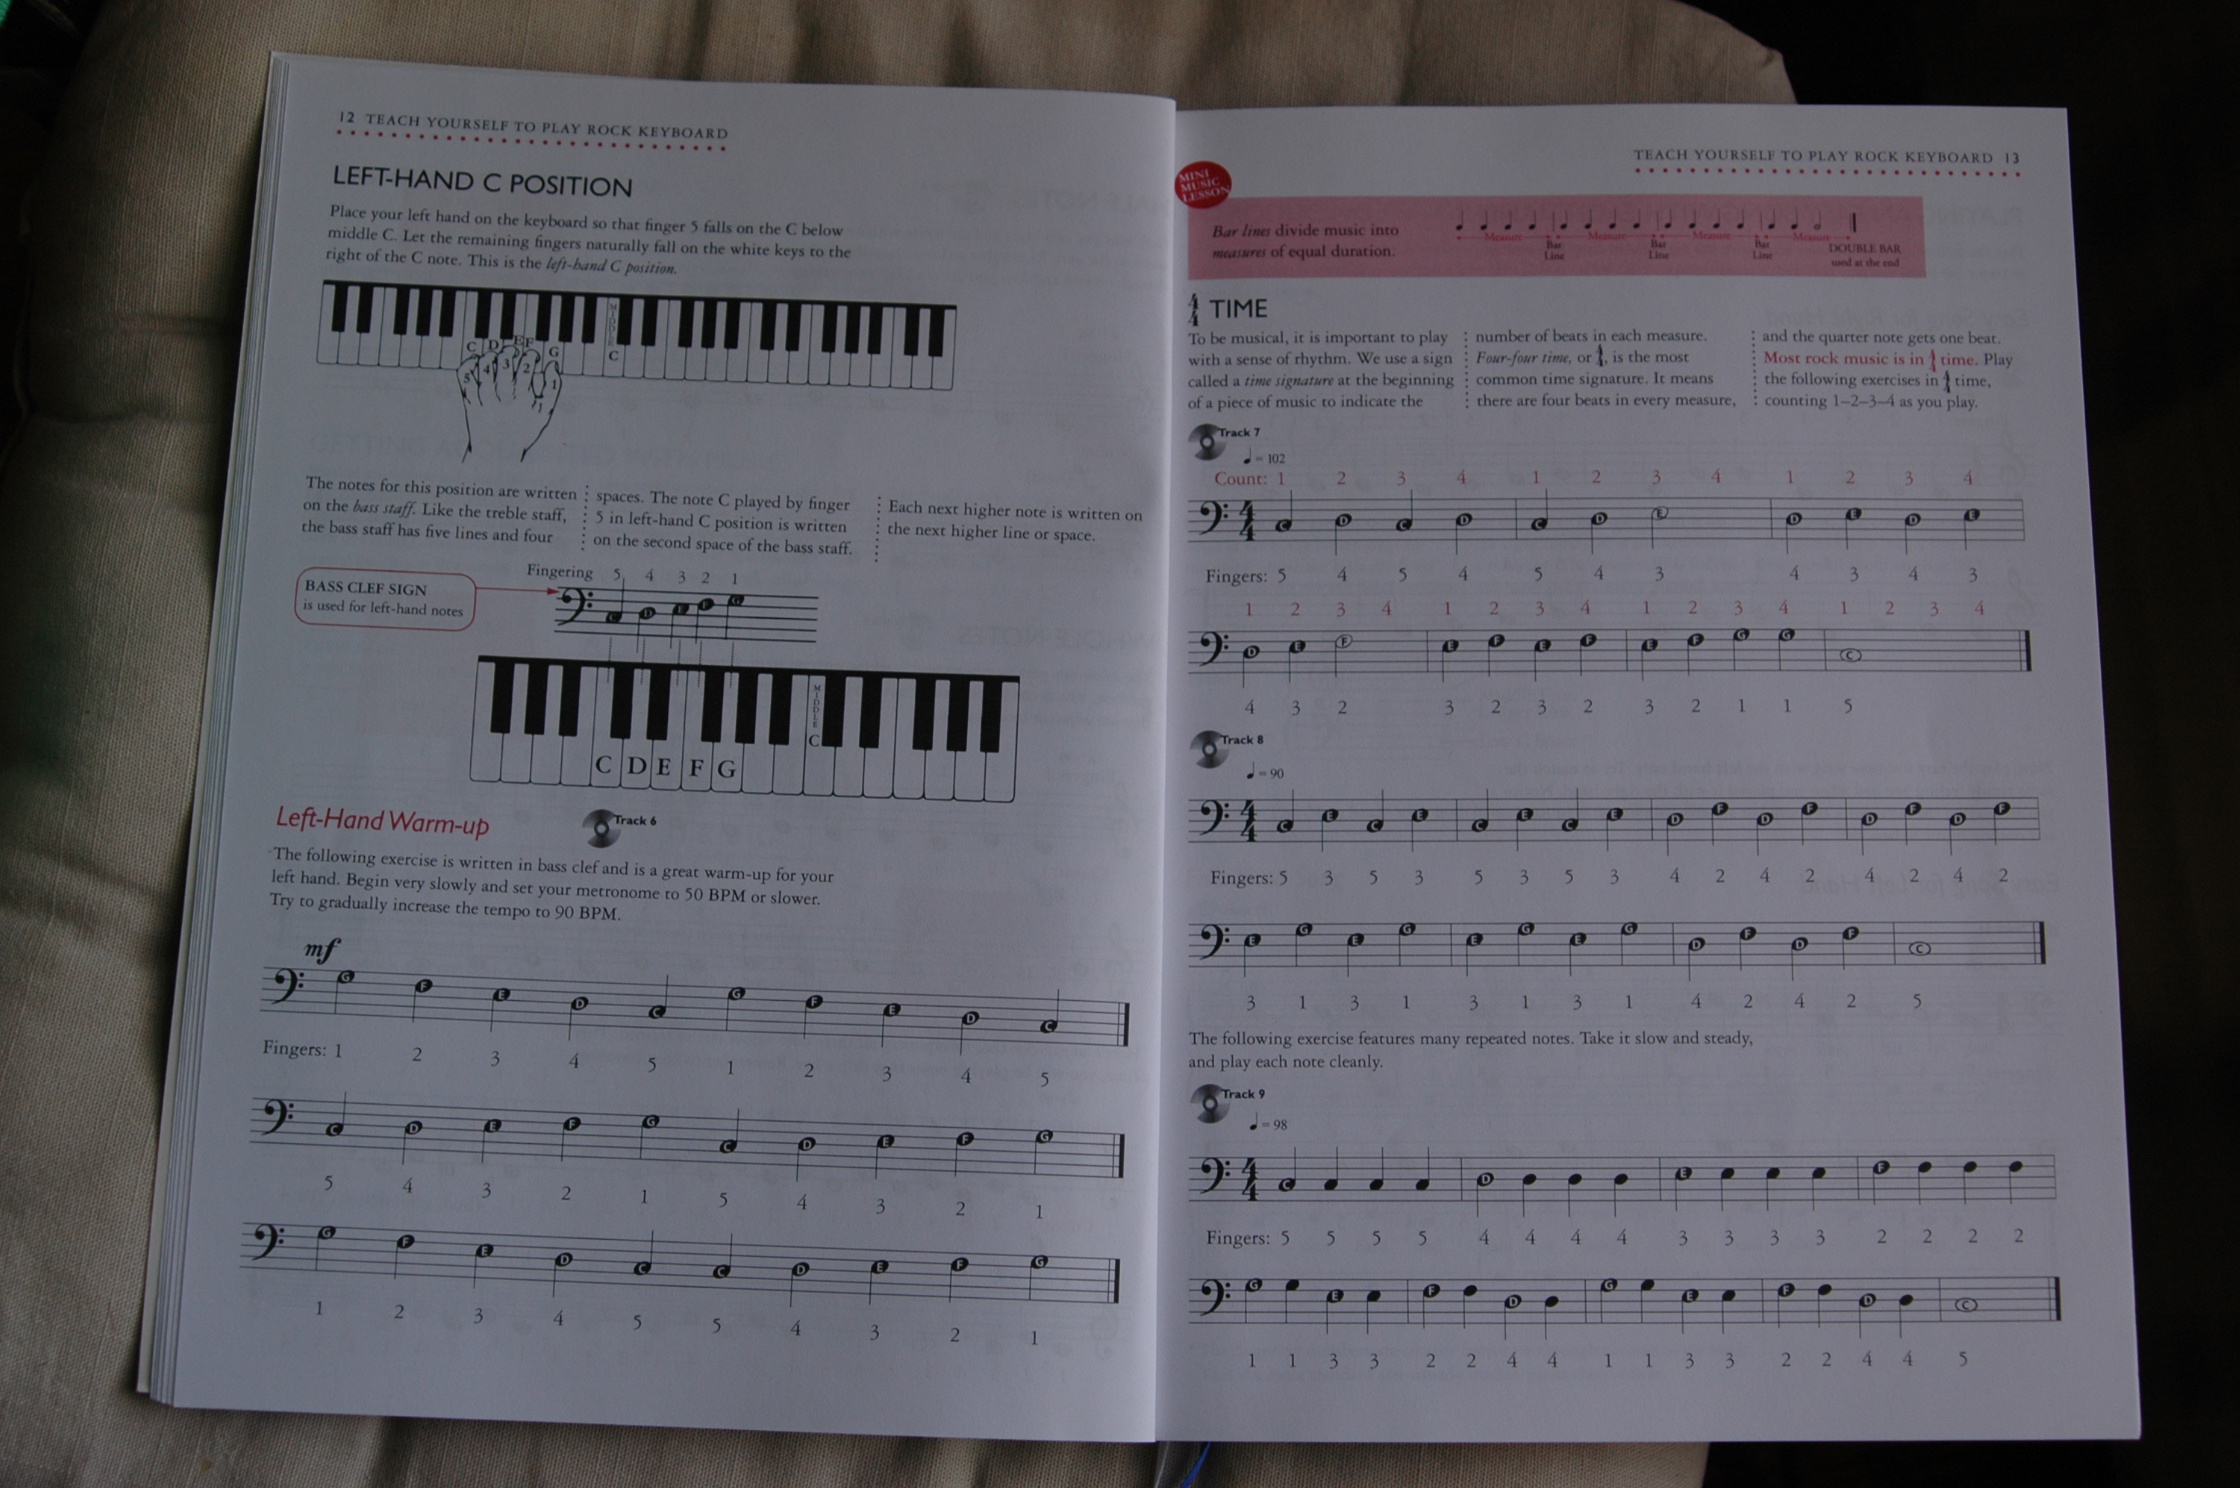 12 TEACH YOURSELF TO PLAY ROCK KEYBOARD
LEFT-HAND C POSITION
Place your left hand on the keyboard so that finger 5 falls on the C below
middle C. Let the remaining fingers naturally fall on the white keys to the
right of the C note. This is the left-hand C position.
MIDDLE
C D E F G C
5 4 3 2 1
The notes for this position are written
on the bass staff. Like the treble staff,
the bass staff has five lines and four
spaces. The note C played by finger
5 in left-hand C position is written
on the second space of the bass staff.
Each next higher note is written on
the next higher line or space.
Fingering 5 4 3 2 1
BASS CLEF SIGN
is used for left-hand notes
C D E F G
MIDDLE
C
C D E F G
Left-Hand Warm-up
Track 6
The following exercise is written in bass clef and is a great warm-up for your
left hand. Begin very slowly and set your metronome to 50 BPM or slower.
Try to gradually increase the tempo to 90 BPM.
mf
G F E D C G F E D C
Fingers: 1 2 3 4 5 1 2 3 4 5
C D E F G C D E F G
5 4 3 2 1 5 4 3 2 1
G F E D C C D E F G
1 2 3 4 5 5 4 3 2 1
TEACH YOURSELF TO PLAY ROCK KEYBOARD 13
MINI
MUSIC
LESSON
Bar lines divide music into
measures of equal duration.
Measure Measure Measure Measure
Bar Line Bar Line Bar Line
DOUBLE BAR
used at the end
4/4 TIME
To be musical, it is important to play
with a sense of rhythm. We use a sign
called a time signature at the beginning
of a piece of music to indicate the
number of beats in each measure.
Four-four time, or 4/4, is the most
common time signature. It means
there are four beats in every measure,
and the quarter note gets one beat.
Most rock music is in 4/4 time. Play
the following exercises in 4/4 time,
counting 1–2–3–4 as you play.
Track 7
♩ = 102
Count: 1 2 3 4 1 2 3 4 1 2 3 4
4/4 C D C D C D E D E D E
Fingers: 5 4 5 4 5 4 3 4 3 4 3
1 2 3 4 1 2 3 4 1 2 3 4 1 2 3 4
D E F E F E F E F G G C
4 3 2 3 2 3 2 3 2 1 1 5
Track 8
♩ = 90
4/4 C E C E C E C E D F D F D F D F
Fingers: 5 3 5 3 5 3 5 3 4 2 4 2 4 2 4 2
E G E G E G E G D F D F C
3 1 3 1 3 1 3 1 4 2 4 2 5
The following exercise features many repeated notes. Take it slow and steady,
and play each note cleanly.
Track 9
♩ = 98
4/4 C D E F
Fingers: 5 5 5 5 4 4 4 4 3 3 3 3 2 2 2 2
G E F D G E F D C
1 1 3 3 2 2 4 4 1 1 3 3 2 2 4 4 5